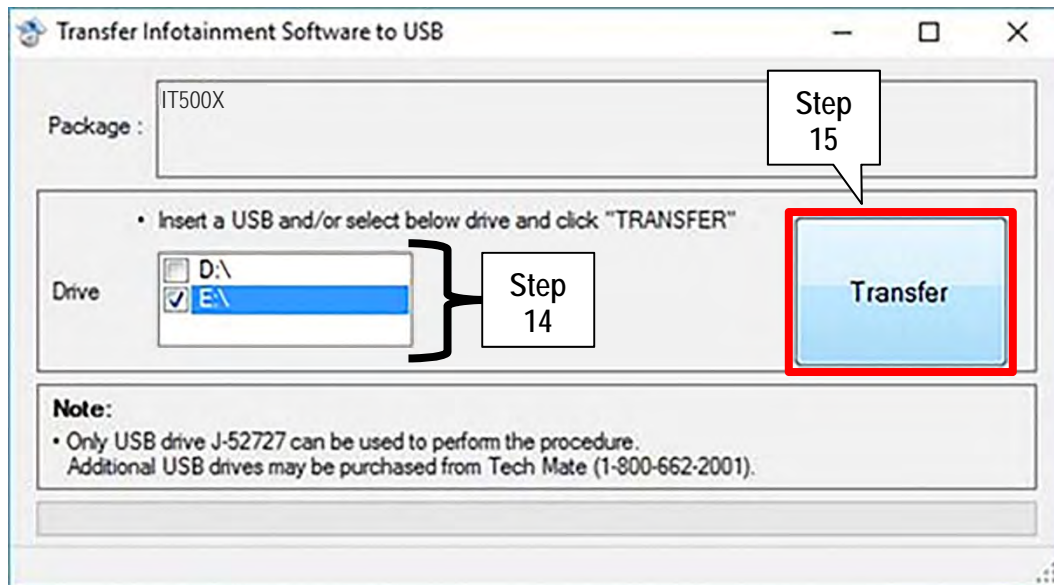 Transfer Infotainment Software to USB
IT500X
Package :
Step
15
• Insert a USB and/or select below drive and click "TRANSFER"
D:\
Drive
E:\
Step
14
Transfer
Note:
• Only USB drive J-52727 can be used to perform the procedure.
Additional USB drives may be purchased from Tech Mate (1-800-662-2001).